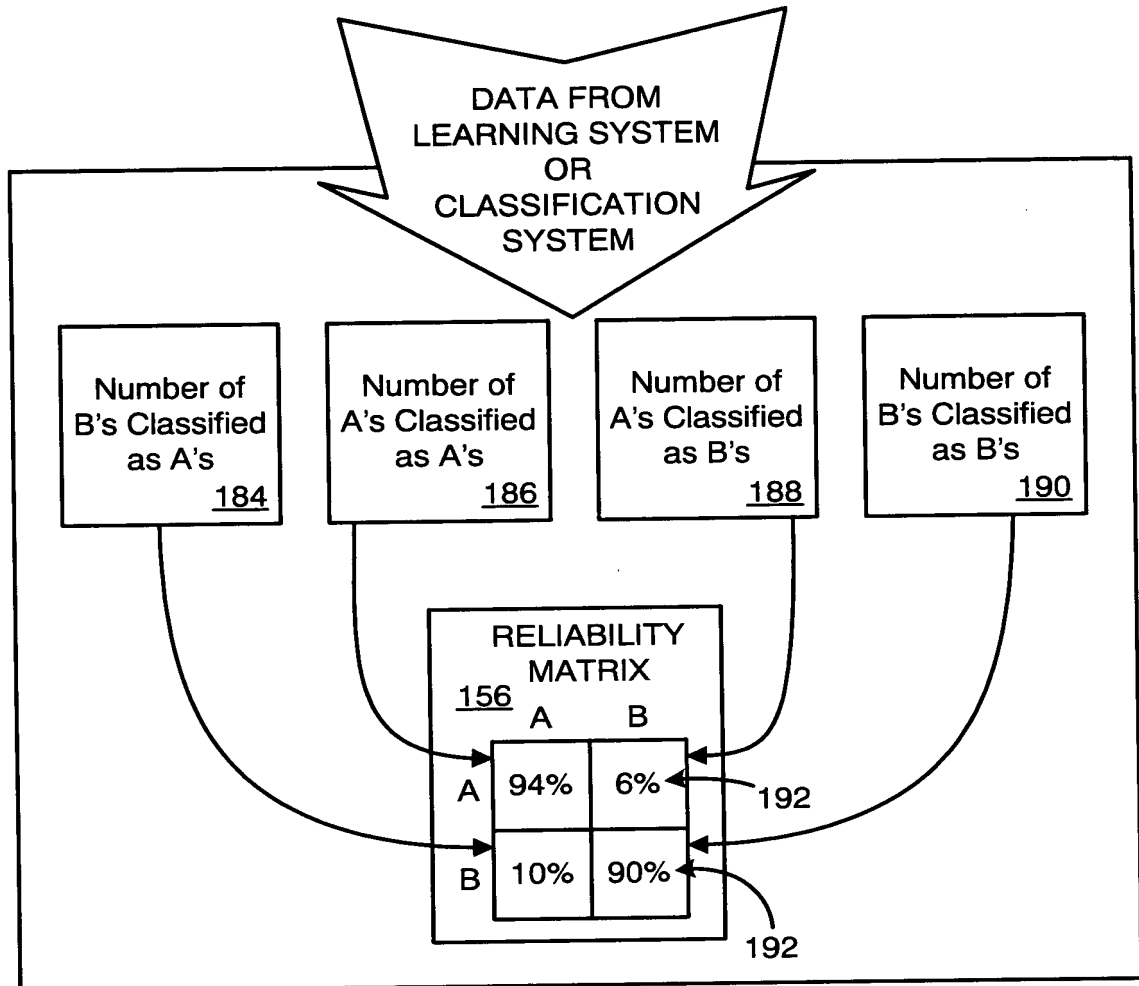 DATA FROM
LEARNING SYSTEM
OR
CLASSIFICATION
SYSTEM
Number of
B's Classified
as A's
184
Number of
A's Classified
as A's
186
Number of
A's Classified
as B's
188
Number of
B's Classified
as B's
190
RELIABILITY
MATRIX
156
A B
A 94% 6% 192
B 10% 90%
192